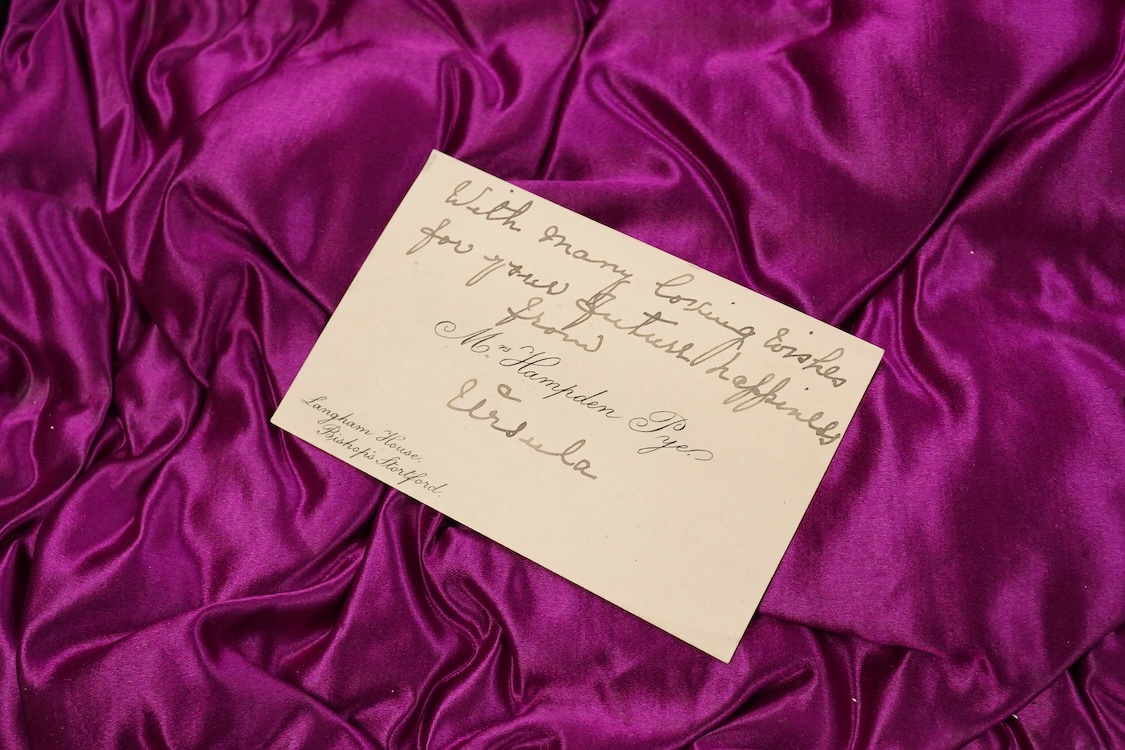 With many loving wishes
for your future happiness
from
Mrs. Hampden Pye.
&
Ursula
Langham House,
Bishop's Stortford.